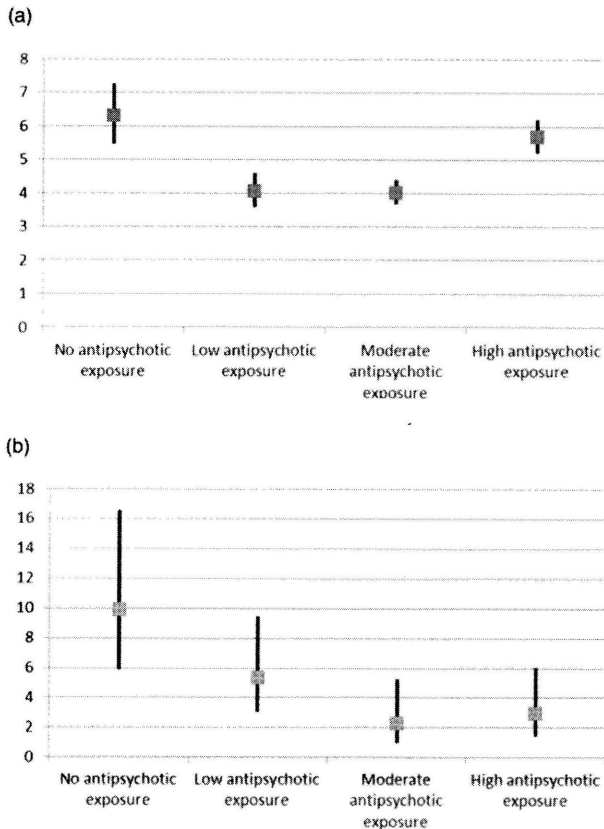 (a)
8
7
6
5
4
3
2
1
0
No antipsychotic Low antipsychotic Moderate High antipsychotic
exposure exposure antipsychotic exposure
exposure
(b)
18
16
14
12
10
8
6
4
2
0
No antipsychotic Low antipsychotic Moderate High antipsychotic
exposure exposure antipsychotic exposure
exposure